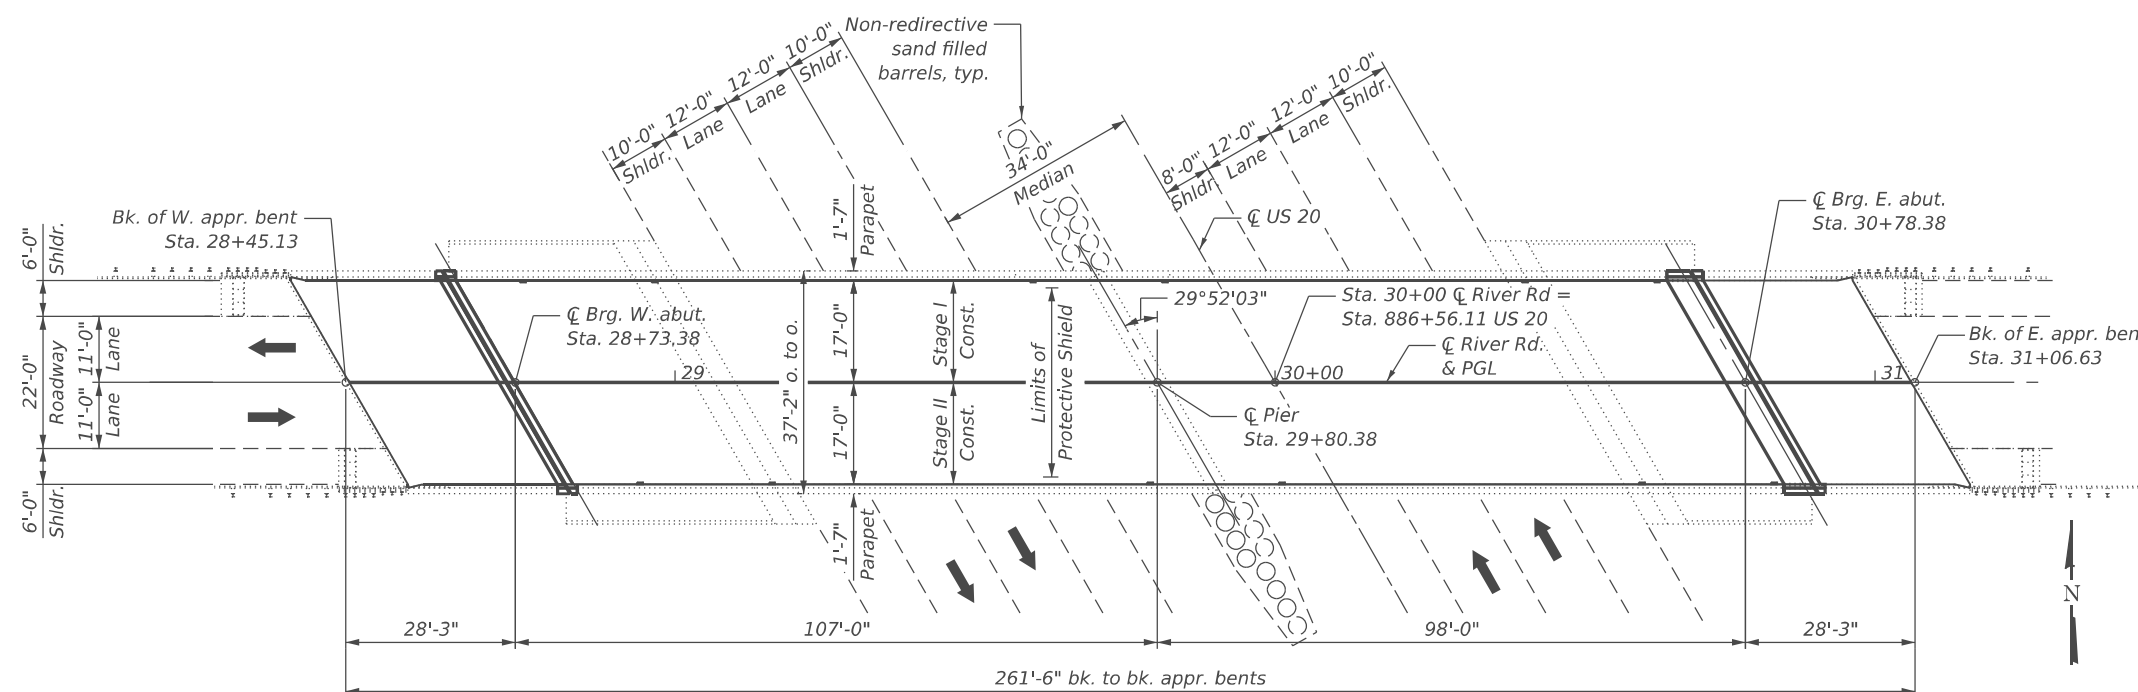 Non-redirective
sand filled
barrels, typ.
10'-0"
Shldr.
12'-0"
Lane
12'-0"
Lane
10'-0"
Shldr.
34'-0"
Median
8'-0"
Shldr.
12'-0"
Lane
12'-0"
Lane
10'-0"
Shldr.
Bk. of W. appr. bent
Sta. 28+45.13
℄ US 20
℄ Brg. E. abut.
Sta. 30+78.38
6'-0"
Shldr.
1'-7"
Parapet
29°52'03"
Sta. 30+00 ℄ River Rd =
Sta. 886+56.11 US 20
℄ Brg. W. abut.
Sta. 28+73.38
℄ River Rd.
& PGL
Bk. of E. appr. ben
Sta. 31+06.63
22'-0"
Roadway
11'-0"
Lane
11'-0"
Lane
37'-2" o. to o.
17'-0"
Stage I
Const.
17'-0"
Stage II
Const.
Limits of
Protective Shield
29
30+00
31
℄ Pier
Sta. 29+80.38
6'-0"
Shldr.
1'-7"
Parapet
N
28'-3"
107'-0"
98'-0"
28'-3"
261'-6" bk. to bk. appr. bents